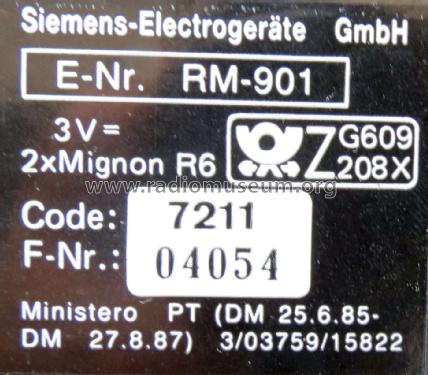 Siemens-Electrogeräte GmbH
E-Nr. RM-901
3V=
2xMignon R6
Z G609
208X
www.radiomuseum.org
Code: 7211
F-Nr.: 04054
Ministero PT (DM 25.6.85-
DM 27.8.87) 3/03759/15822